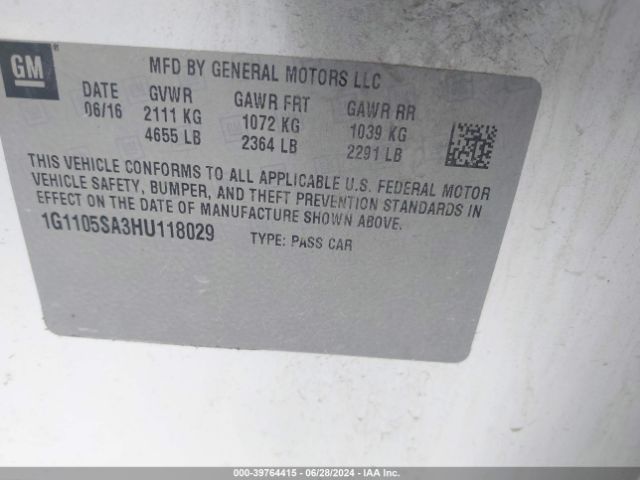 GM
MFD BY GENERAL MOTORS LLC
DATE GVWR GAWR FRT GAWR RR
06/16 2111 KG 1072 KG 1039 KG
4655 LB 2364 LB 2291 LB
THIS VEHICLE CONFORMS TO ALL APPLICABLE U.S. FEDERAL MOTOR
VEHICLE SAFETY, BUMPER, AND THEFT PREVENTION STANDARDS IN
EFFECT ON THE DATE OF MANUFACTURE SHOWN ABOVE.
1G1105SA3HU118029 TYPE: PASS CAR
000-39764415 - 06/28/2024 - IAA Inc.